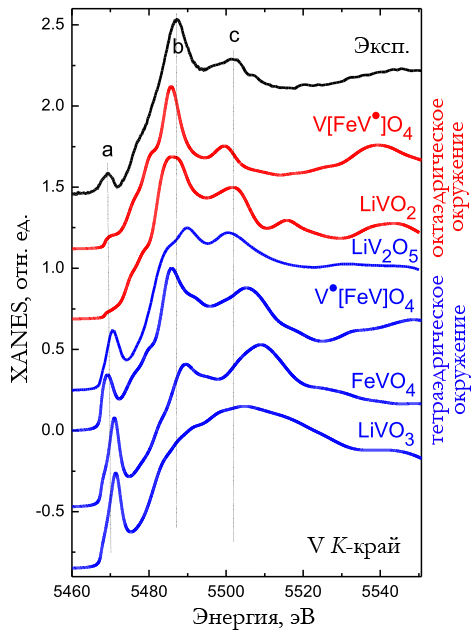 XANES, отн. ед.
2.5
2.0
1.5
1.0
0.5
0.0
-0.5
Эксп.
a
b
c
V[FeV•]O4
LiVO2
LiV2O5
V•[FeV]O4
FeVO4
LiVO3
V K-край
октаэдрическое
окружение
тетраэдрическое
окружение
5460 5480 5500 5520 5540
Энергия, эВ